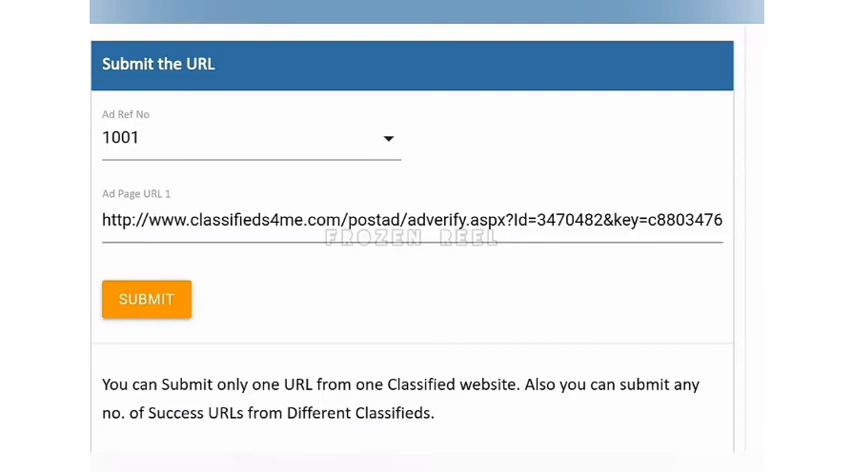 Submit the URL
Ad Ref No
1001
Ad Page URL 1
http://www.classifieds4me.com/postad/adverify.aspx?Id=3470482&key=c8803476
FROZEN REEL
SUBMIT
You can Submit only one URL from one Classified website. Also you can submit any
no. of Success URLs from Different Classifieds.